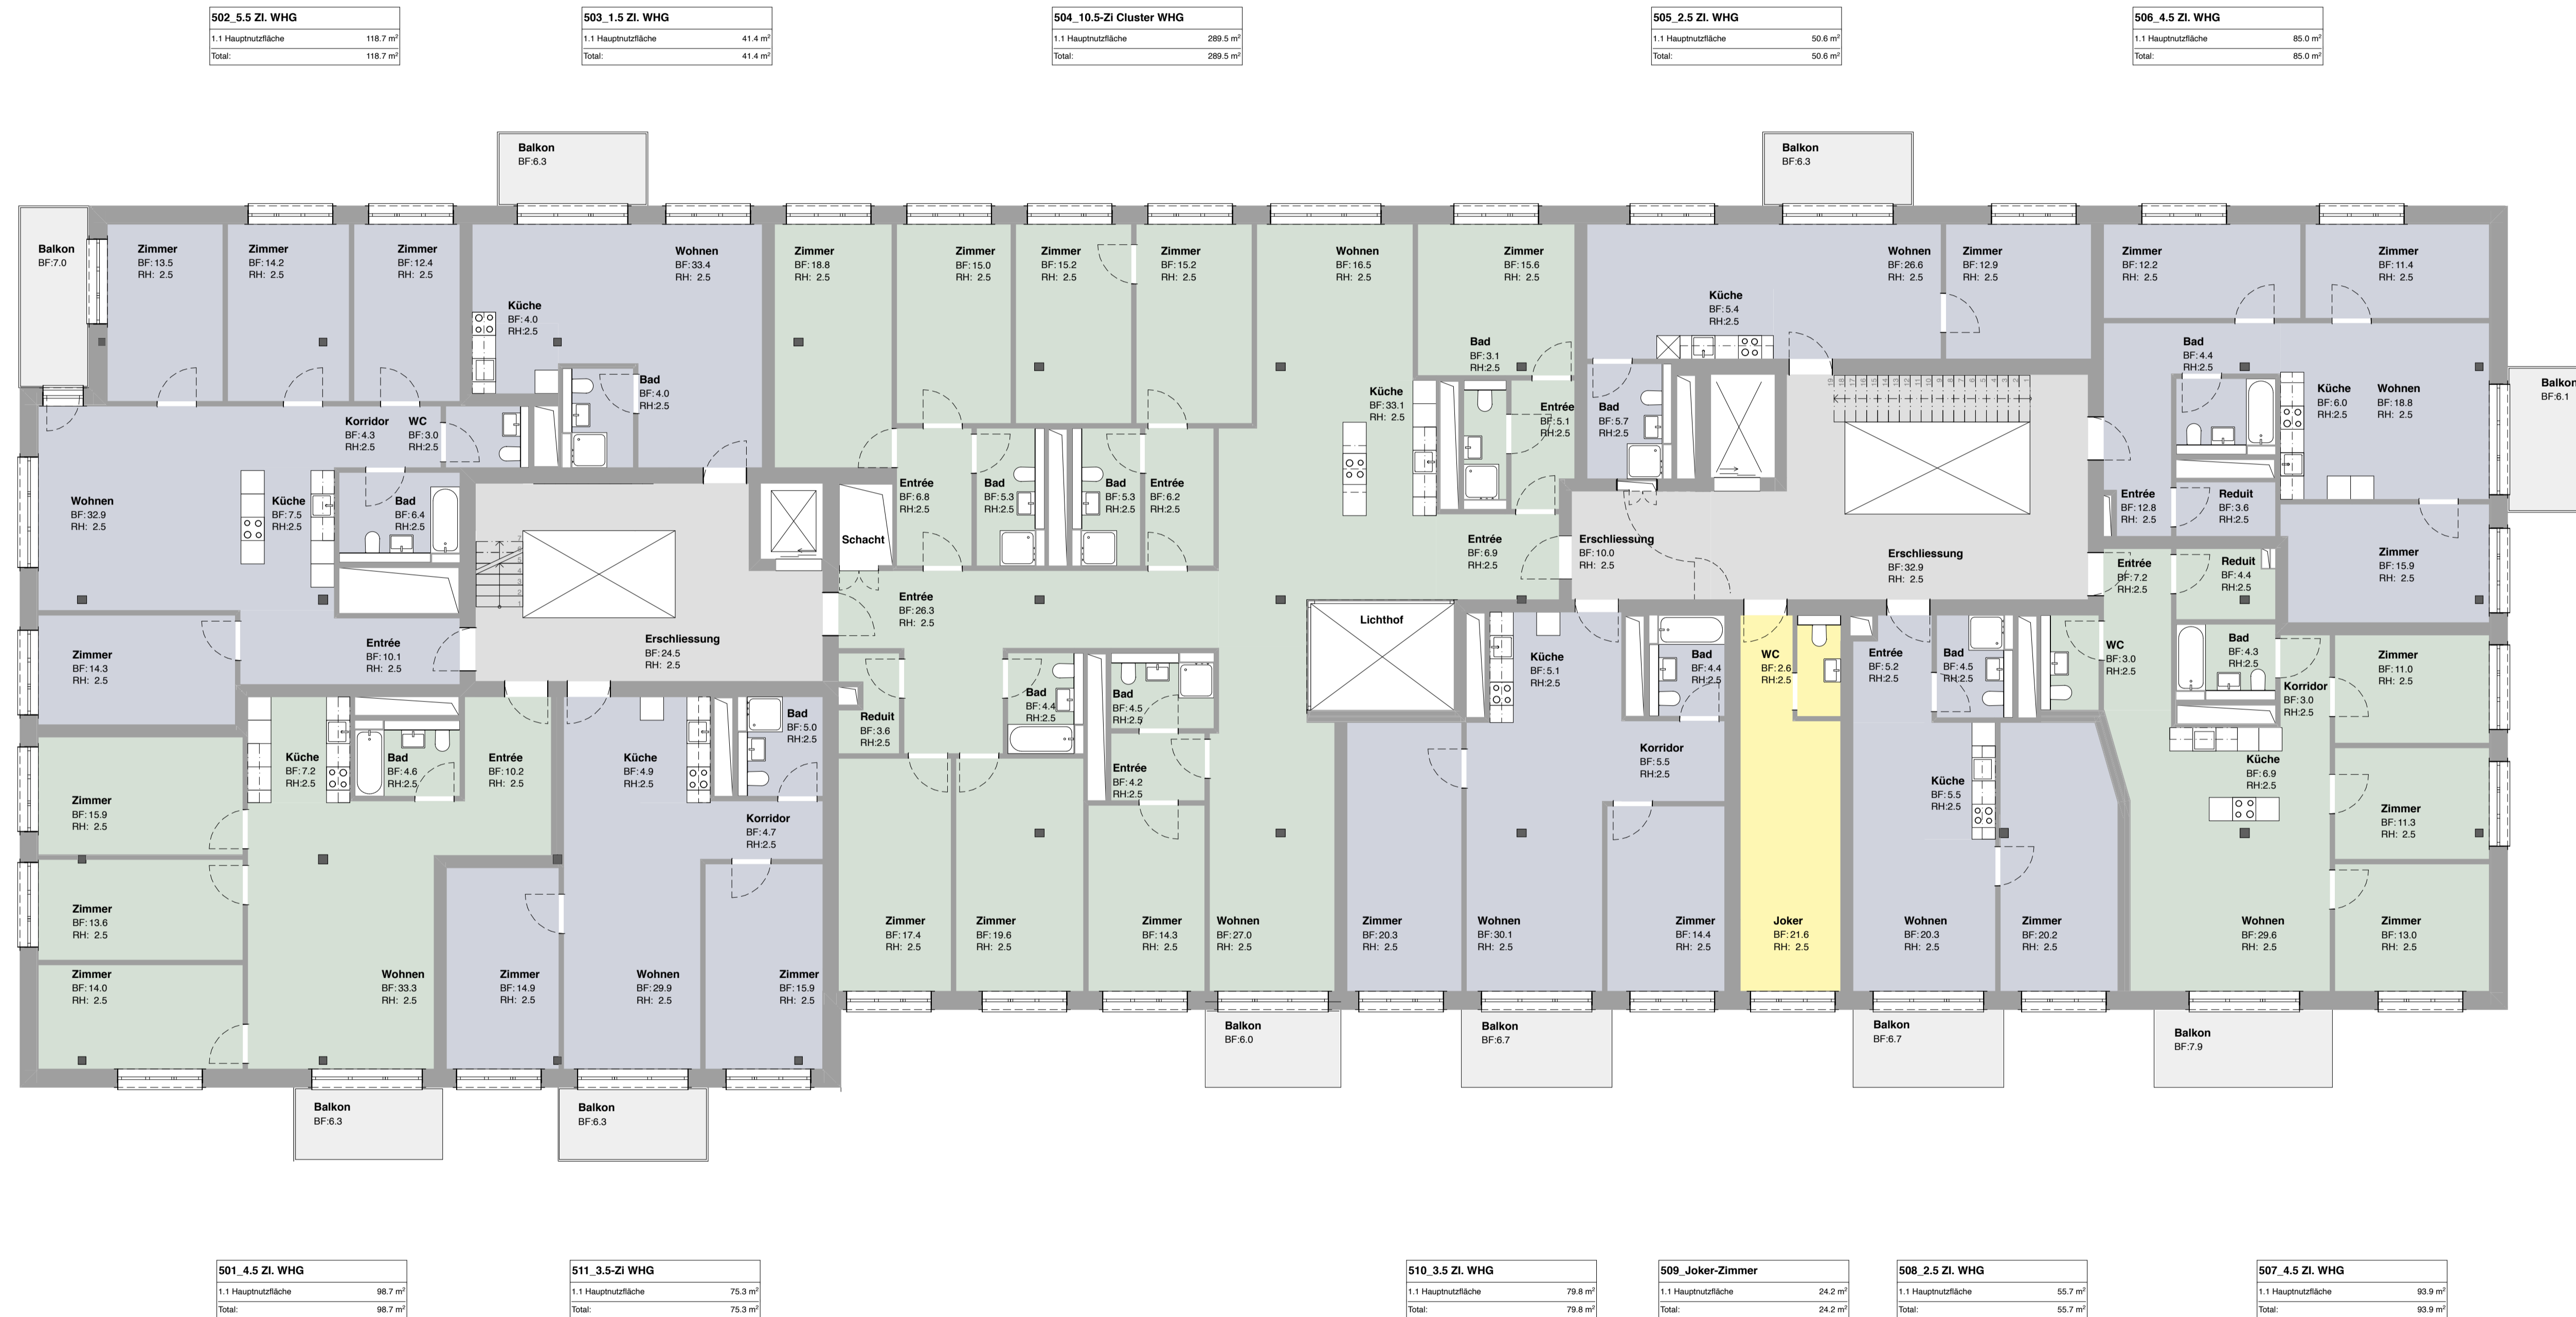 502_5.5 ZI. WHG
1.1 Hauptnutzfläche 118.7 m²
Total: 118.7 m²
503_1.5 ZI. WHG
1.1 Hauptnutzfläche 41.4 m²
Total: 41.4 m²
504_10.5-Zi Cluster WHG
1.1 Hauptnutzfläche 289.5 m²
Total: 289.5 m²
505_2.5 ZI. WHG
1.1 Hauptnutzfläche 50.6 m²
Total: 50.6 m²
506_4.5 ZI. WHG
1.1 Hauptnutzfläche 85.0 m²
Total: 85.0 m²
Balkon
BF:6.3
Balkon
BF:6.3
Balkon
BF:7.0
Zimmer
BF: 13.5
RH: 2.5
Zimmer
BF: 14.2
RH: 2.5
Zimmer
BF: 12.4
RH: 2.5
Wohnen
BF: 33.4
RH: 2.5
Küche
BF: 4.0
RH:2.5
Bad
BF: 4.0
RH:2.5
Zimmer
BF: 18.8
RH: 2.5
Zimmer
BF: 15.0
RH: 2.5
Zimmer
BF: 15.2
RH: 2.5
Zimmer
BF: 15.2
RH: 2.5
Wohnen
BF: 16.5
RH: 2.5
Zimmer
BF: 15.6
RH: 2.5
Bad
BF: 3.1
RH:2.5
Küche
BF: 33.1
RH: 2.5
Entrée
BF: 5.1
RH:2.5
Wohnen
BF: 26.6
RH: 2.5
Küche
BF: 5.4
RH:2.5
Zimmer
BF: 12.9
RH: 2.5
Bad
BF: 5.7
RH:2.5
Zimmer
BF: 12.2
RH: 2.5
Zimmer
BF: 11.4
RH: 2.5
Bad
BF: 4.4
RH:2.5
Küche
BF: 6.0
RH:2.5
Wohnen
BF: 18.8
RH: 2.5
Balkon
BF:6.1
Korridor
BF: 4.3
RH:2.5
WC
BF: 3.0
RH:2.5
Wohnen
BF: 32.9
RH: 2.5
Küche
BF: 7.5
RH:2.5
Bad
BF: 6.4
RH:2.5
Schacht
Entrée
BF: 6.8
RH:2.5
Bad
BF: 5.3
RH:2.5
Bad
BF: 5.3
RH:2.5
Entrée
BF: 6.2
RH:2.5
Entrée
BF: 6.9
RH:2.5
Erschliessung
BF: 10.0
RH: 2.5
Erschliessung
BF: 32.9
RH: 2.5
Entrée
BF: 12.8
RH: 2.5
Reduit
BF: 3.6
RH:2.5
Zimmer
BF: 15.9
RH: 2.5
Entrée
BF: 7.2
RH:2.5
Reduit
BF: 4.4
RH:2.5
Zimmer
BF: 14.3
RH: 2.5
Entrée
BF: 10.1
RH: 2.5
Erschliessung
BF: 24.5
RH: 2.5
Entrée
BF: 26.3
RH: 2.5
Lichthof
Reduit
BF: 3.6
RH:2.5
Bad
BF: 4.4
RH:2.5
Bad
BF: 4.5
RH:2.5
Entrée
BF: 4.2
RH:2.5
Küche
BF: 5.1
RH:2.5
Bad
BF: 4.4
RH:2.5
WC
BF: 2.6
RH:2.5
Entrée
BF: 5.2
RH:2.5
Bad
BF: 4.5
RH:2.5
WC
BF: 3.0
RH:2.5
Bad
BF: 4.3
RH:2.5
Korridor
BF: 3.0
RH:2.5
Zimmer
BF: 11.0
RH: 2.5
Küche
BF: 7.2
RH:2.5
Bad
BF: 4.6
RH:2.5
Entrée
BF: 10.2
RH:2.5
Küche
BF: 4.9
RH:2.5
Bad
BF: 5.0
RH:2.5
Korridor
BF: 4.7
RH:2.5
Korridor
BF: 5.5
RH:2.5
Küche
BF: 5.5
RH:2.5
Küche
BF: 6.9
RH:2.5
Zimmer
BF: 11.3
RH: 2.5
Zimmer
BF: 15.9
RH: 2.5
Zimmer
BF: 13.6
RH: 2.5
Zimmer
BF: 14.0
RH: 2.5
Wohnen
BF: 33.3
RH: 2.5
Zimmer
BF: 14.9
RH: 2.5
Wohnen
BF: 29.9
RH: 2.5
Zimmer
BF: 15.9
RH: 2.5
Zimmer
BF: 17.4
RH: 2.5
Zimmer
BF: 19.6
RH: 2.5
Zimmer
BF: 14.3
RH: 2.5
Wohnen
BF: 27.0
RH: 2.5
Zimmer
BF: 20.3
RH: 2.5
Wohnen
BF: 30.1
RH: 2.5
Zimmer
BF: 14.4
RH: 2.5
Joker
BF: 21.6
RH: 2.5
Wohnen
BF: 20.3
RH: 2.5
Zimmer
BF: 20.2
RH: 2.5
Wohnen
BF: 29.6
RH: 2.5
Zimmer
BF: 13.0
RH: 2.5
Balkon
BF:6.0
Balkon
BF:6.7
Balkon
BF:6.7
Balkon
BF:7.9
Balkon
BF:6.3
Balkon
BF:6.3
501_4.5 ZI. WHG
1.1 Hauptnutzfläche 98.7 m²
Total: 98.7 m²
511_3.5-Zi WHG
1.1 Hauptnutzfläche 75.3 m²
Total: 75.3 m²
510_3.5 ZI. WHG
1.1 Hauptnutzfläche 79.8 m²
Total: 79.8 m²
509_Joker-Zimmer
1.1 Hauptnutzfläche 24.2 m²
Total: 24.2 m²
508_2.5 ZI. WHG
1.1 Hauptnutzfläche 55.7 m²
Total: 55.7 m²
507_4.5 ZI. WHG
1.1 Hauptnutzfläche 93.9 m²
Total: 93.9 m²